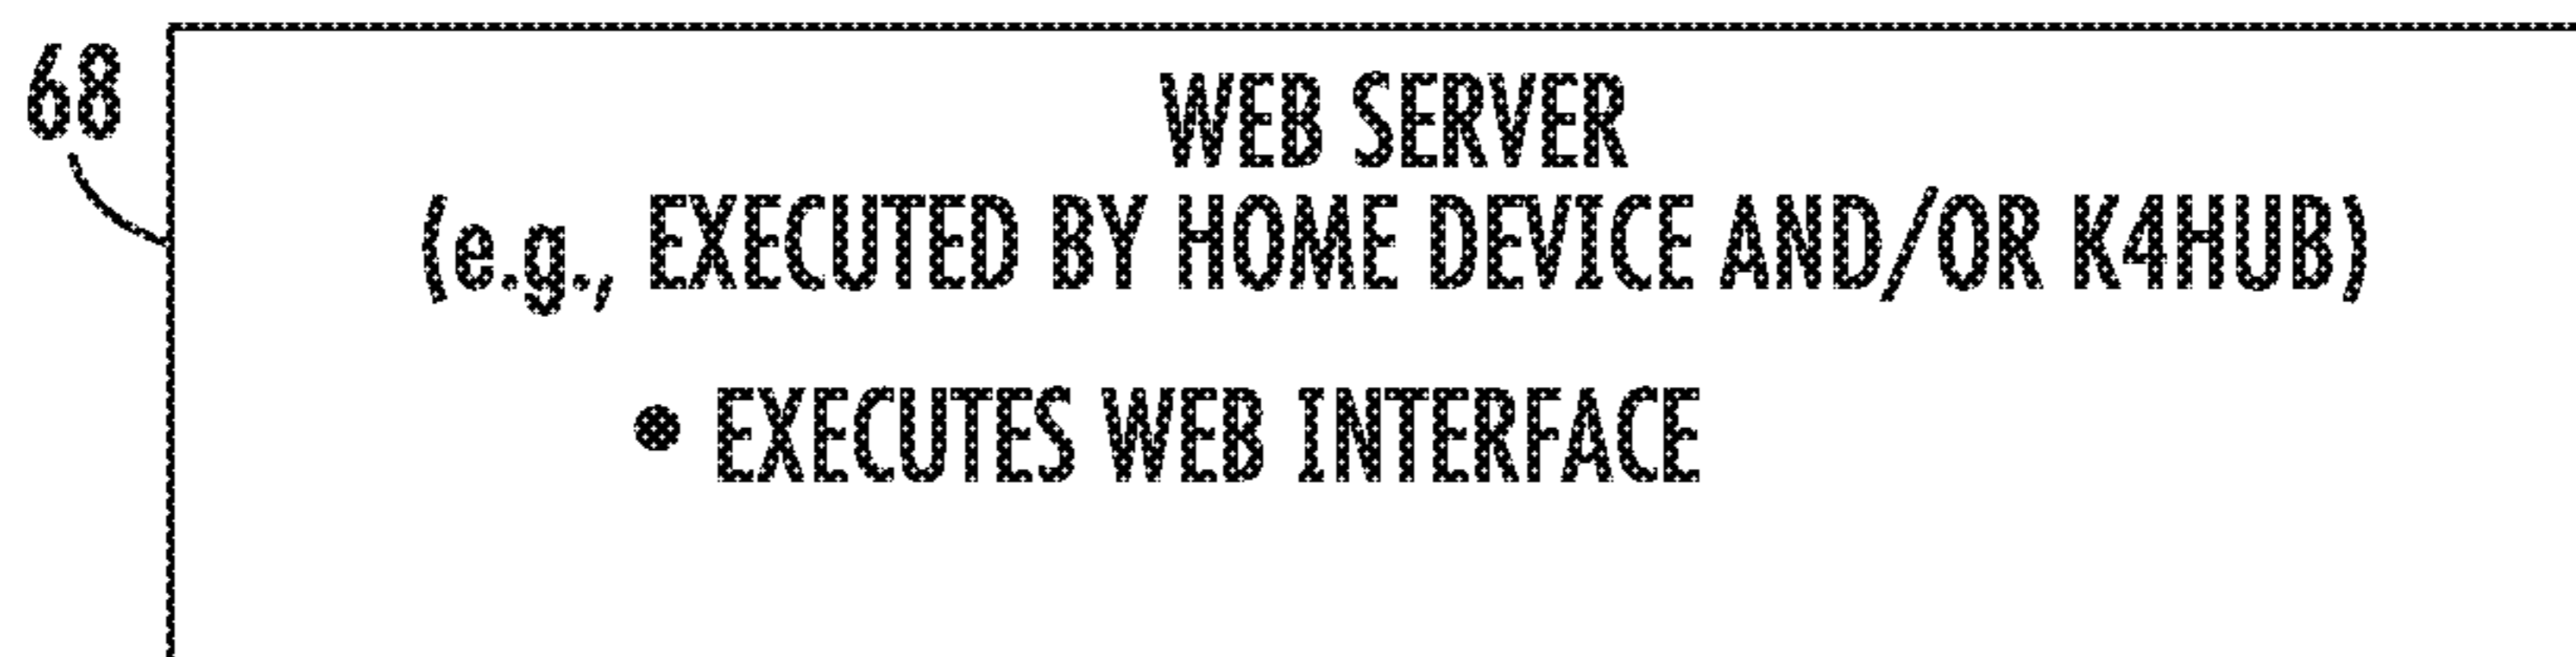 68
WEB SERVER
(e.g., EXECUTED BY HOME DEVICE AND/OR K4HUB)
• EXECUTES WEB INTERFACE